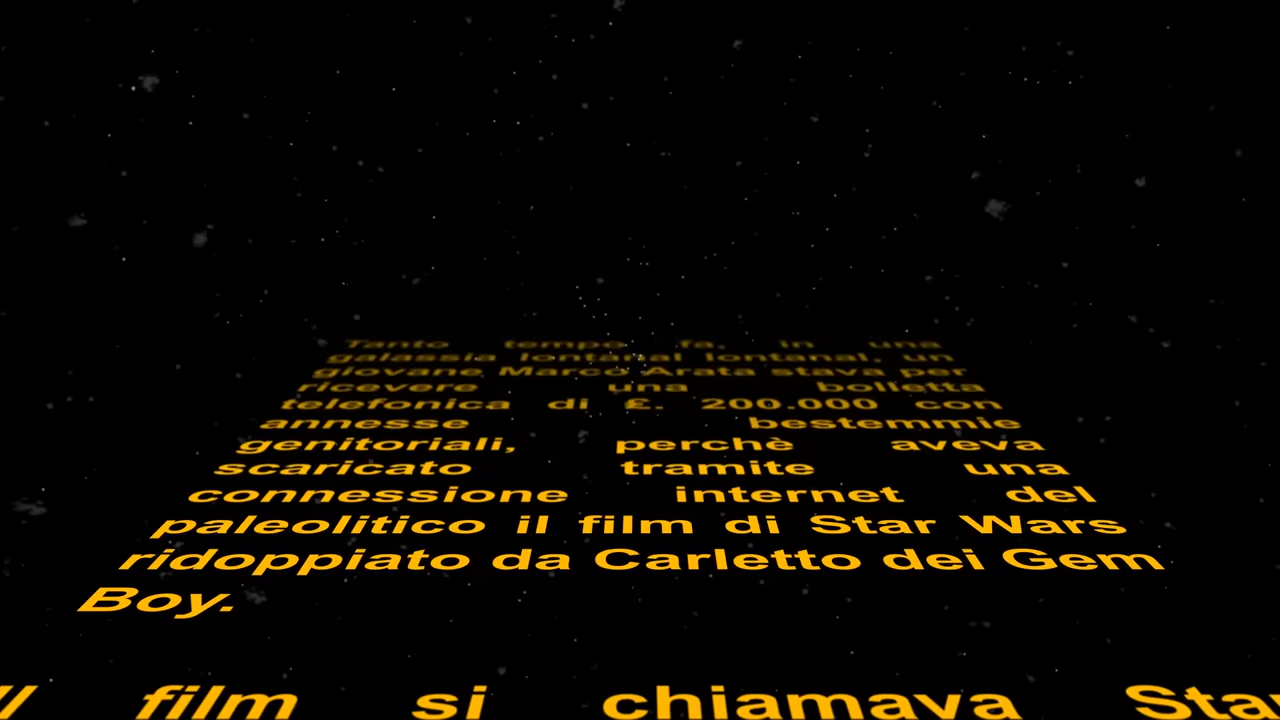 Tanto tempo fa, in una
galassia lontana! lontana!, un
giovane Marco Arata stava per
ricevere una bolletta
telefonica di £. 200.000 con
annesse bestemmie
genitoriali, perchè aveva
scaricato tramite una
connessione internet del
paleolitico il film di Star Wars
ridoppiato da Carletto dei Gem
Boy.
Il film si chiamava Star